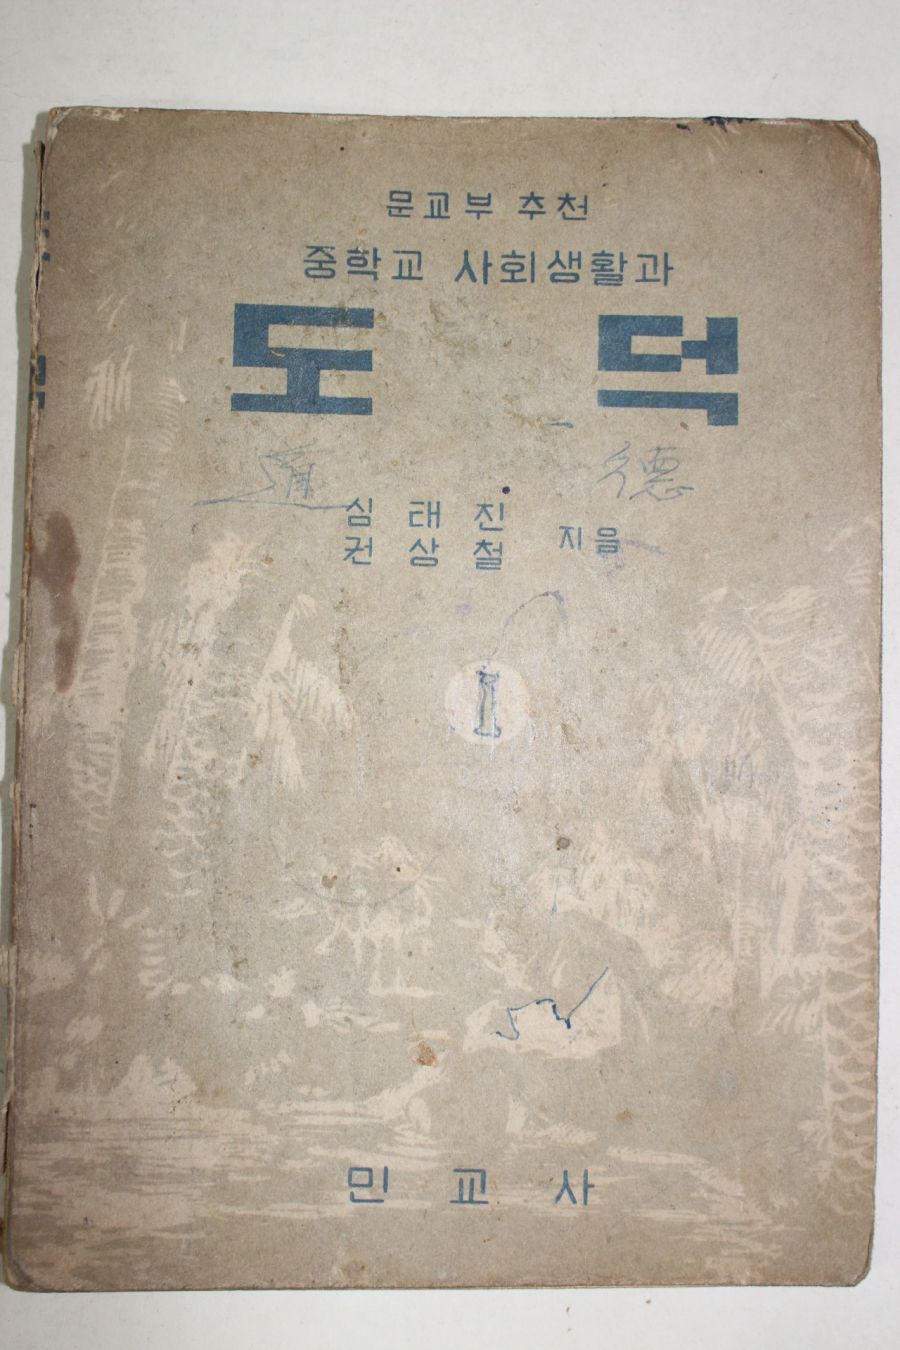 문교부 추천
중학교 사회생활과
도 덕
道 德
심태진
권상철 지음
1
민교사